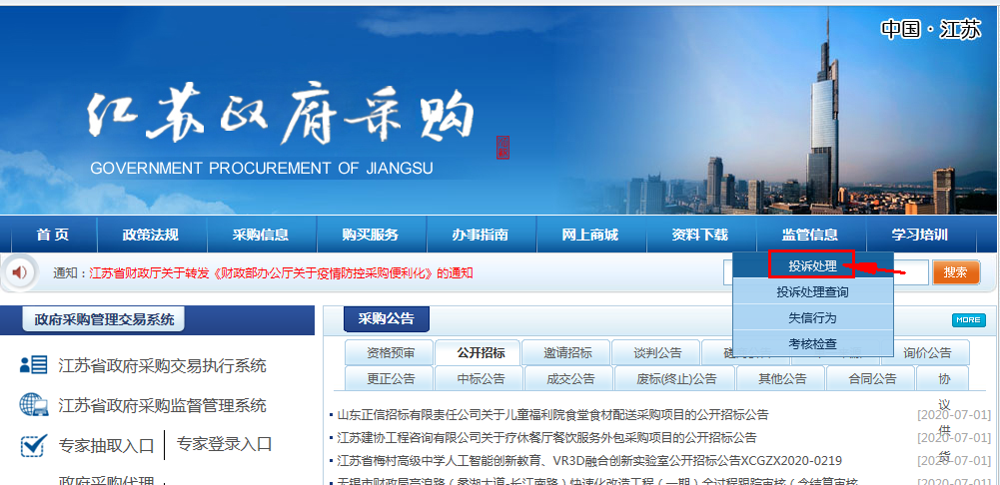 中国·江苏
江苏政府采购
GOVERNMENT PROCUREMENT OF JIANGSU
首 页 政策法规 采购信息 购买服务 办事指南 网上商城 资料下载 监管信息 学习培训
通知：江苏省财政厅关于转发《财政部办公厅关于疫情防控采购便利化》的通知
搜索
投诉处理
投诉处理查询
失信行为
考核检查
政府采购管理交易系统
江苏省政府采购交易执行系统
江苏省政府采购监督管理系统
专家抽取入口 专家登录入口
政府采购代理
采购公告
MORE
资格预审 公开招标 邀请招标 谈判公告 询价公告
更正公告 中标公告 成交公告 废标(终止)公告 其他公告 合同公告 协议供货
山东正信招标有限责任公司关于儿童福利院食堂食材配送采购项目的公开招标公告 [2020-07-01]
江苏建协工程咨询有限公司关于疗休餐厅餐饮服务外包采购项目的公开招标公告 [2020-07-01]
江苏省梅村高级中学人工智能创新教育、VR3D融合创新实验室公开招标公告XCGZX2020-0219 [2020-07-01]
无锡市财政局高浪路（蠡湖大道-长江南路）快速化改造工程（一期）全过程跟踪审核（含结算审核 [2020-07-01]